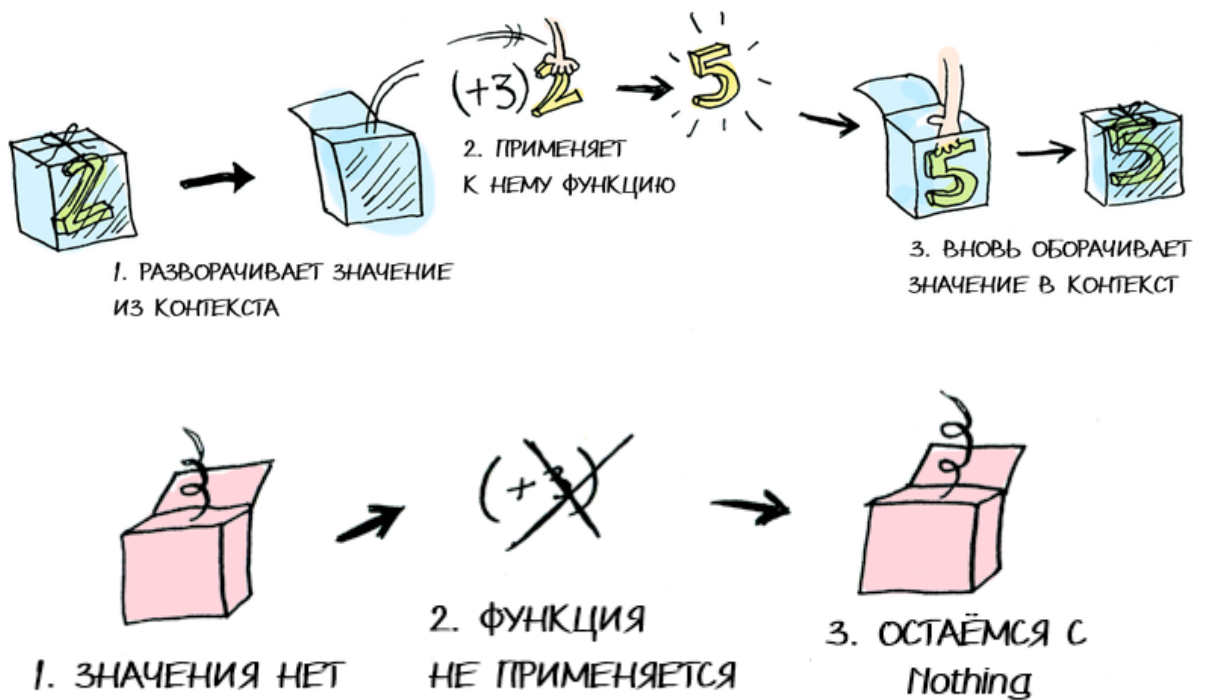 2
(+3)2
5
5
5
2. ПРИМЕНЯЕТ
К НЕМУ ФУНКЦИЮ
1. РАЗВОРАЧИВАЕТ ЗНАЧЕНИЕ
ИЗ КОНТЕКСТА
3. ВНОВЬ ОБОРАЧИВАЕТ
ЗНАЧЕНИЕ В КОНТЕКСТ
(+3)
1. ЗНАЧЕНИЯ НЕТ
2. ФУНКЦИЯ
НЕ ПРИМЕНЯЕТСЯ
3. ОСТАЁМСЯ С
Nothing